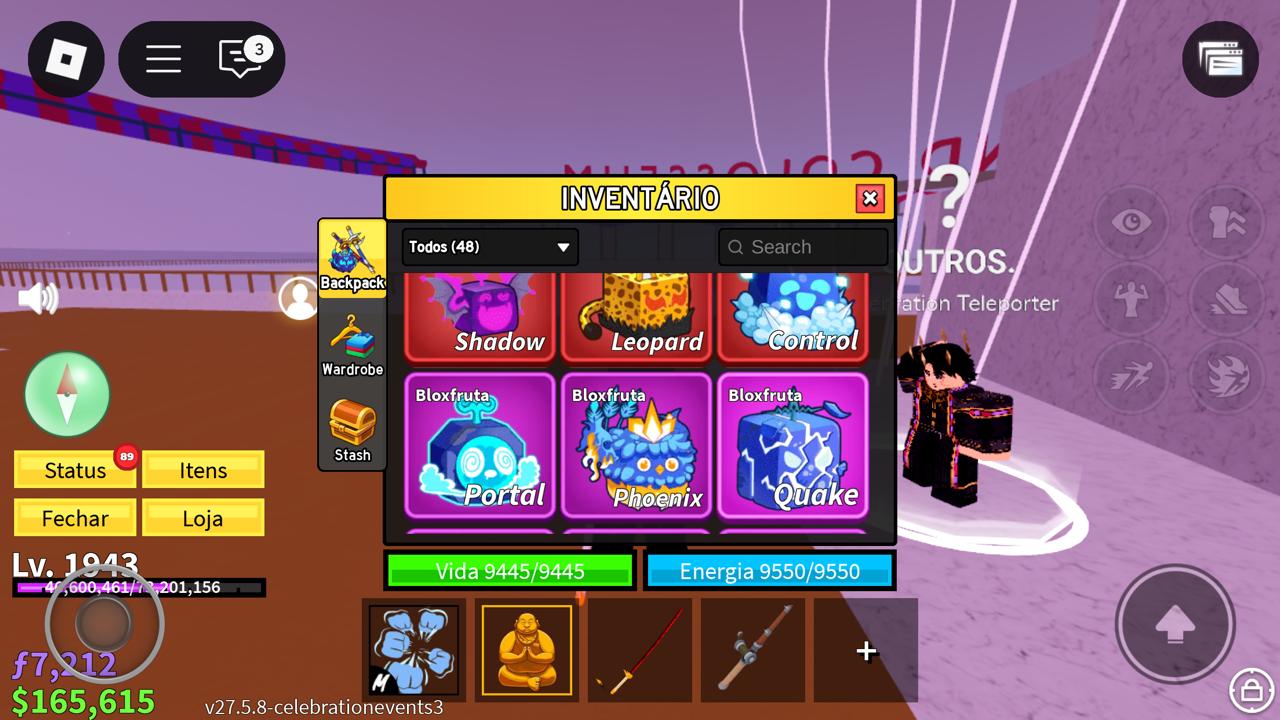 3
INVENTÁRIO
Todos (48)
Search
Backpack
Wardrobe
Stash
Shadow
Leopard
Control
Bloxfruta
Portal
Bloxfruta
Phoenix
Bloxfruta
Quake
?
OUTROS.
Teleporter
Status
89
Itens
Fechar
Loja
Lv. 1943
Vida 9445/9445
Energia 9550/9550
ƒ7,212
$165,615
M
+
v27.5.8-celebrationevents3